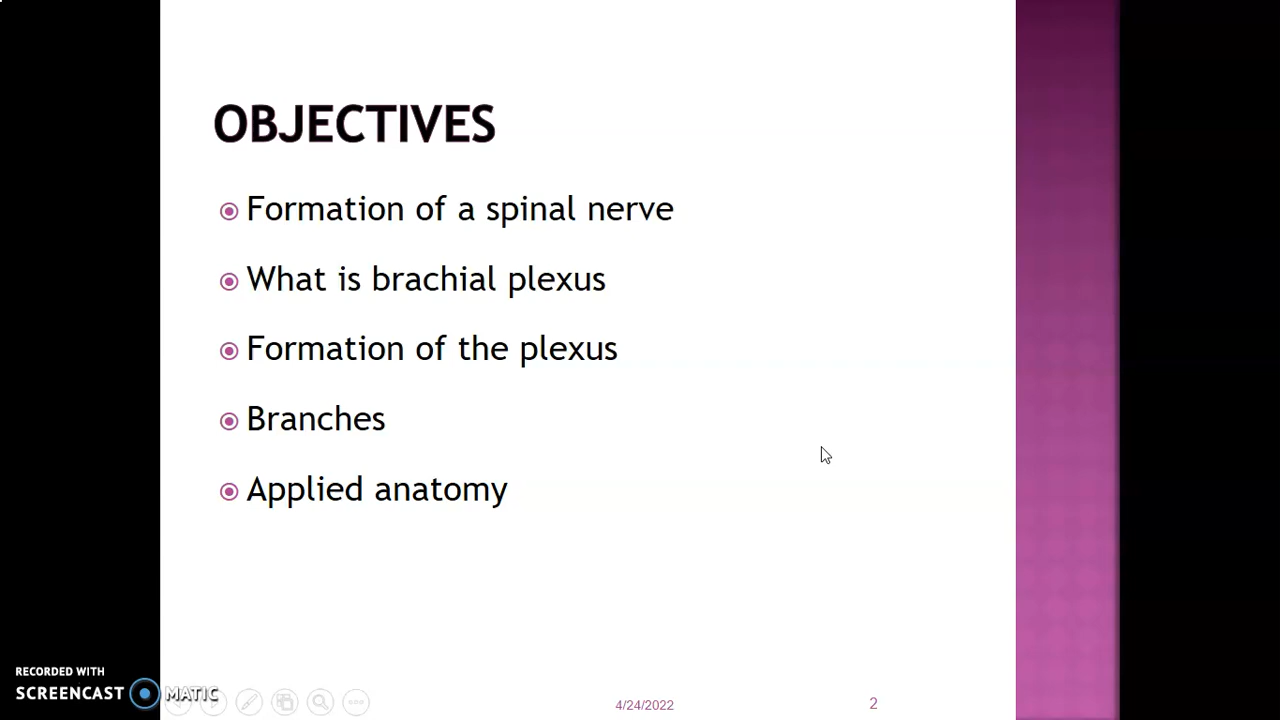 OBJECTIVES
Formation of a spinal nerve
What is brachial plexus
Formation of the plexus
Branches
Applied anatomy
RECORDED WITH
SCREENCAST MATIC
4/24/2022
2